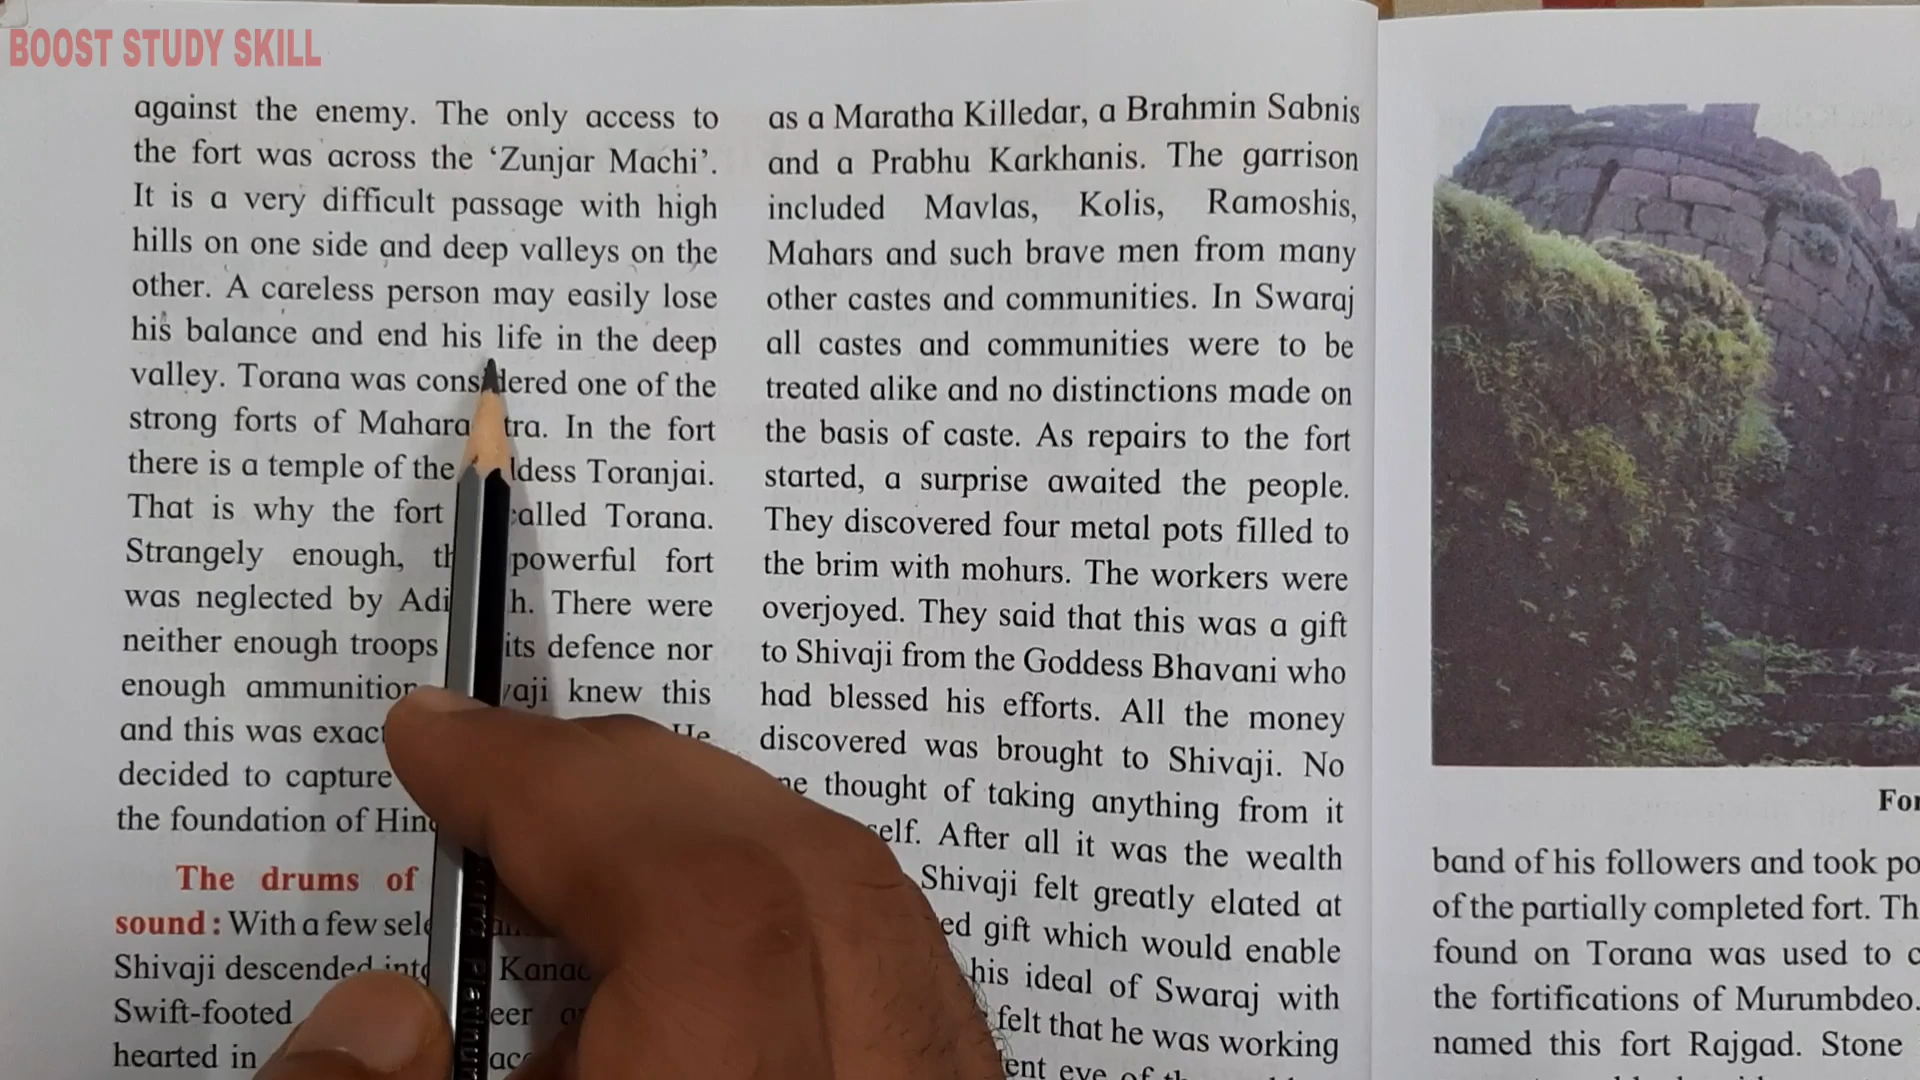 BOOST STUDY SKILL
against the enemy. The only access to
the fort was across the ‘Zunjar Machi’.
It is a very difficult passage with high
hills on one side and deep valleys on the
other. A careless person may easily lose
his balance and end his life in the deep
valley. Torana was considered one of the
strong forts of Mahara tra. In the fort
there is a temple of the ddess Toranjai.
That is why the fort called Torana.
Strangely enough, powerful fort
was neglected by Adi h. There were
neither enough troops its defence nor
enough ammunition knew this
and this was He
decided to capture
the foundation of
The drums of
sound : With a few
Shivaji descended
Swift-footed
hearted in
as a Maratha Killedar, a Brahmin Sabnis
and a Prabhu Karkhanis. The garrison
included Mavlas, Kolis, Ramoshis,
Mahars and such brave men from many
other castes and communities. In Swaraj
all castes and communities were to be
treated alike and no distinctions made on
the basis of caste. As repairs to the fort
started, a surprise awaited the people.
They discovered four metal pots filled to
the brim with mohurs. The workers were
overjoyed. They said that this was a gift
to Shivaji from the Goddess Bhavani who
had blessed his efforts. All the money
discovered was brought to Shivaji. No
thought of taking anything from it
self. After all it was the wealth
Shivaji felt greatly elated at
ed gift which would enable
his ideal of Swaraj with
felt that he was working
eye of
For
band of his followers and took po
of the partially completed fort. Th
found on Torana was used to c
the fortifications of Murumbdeo.
named this fort Rajgad. Stone